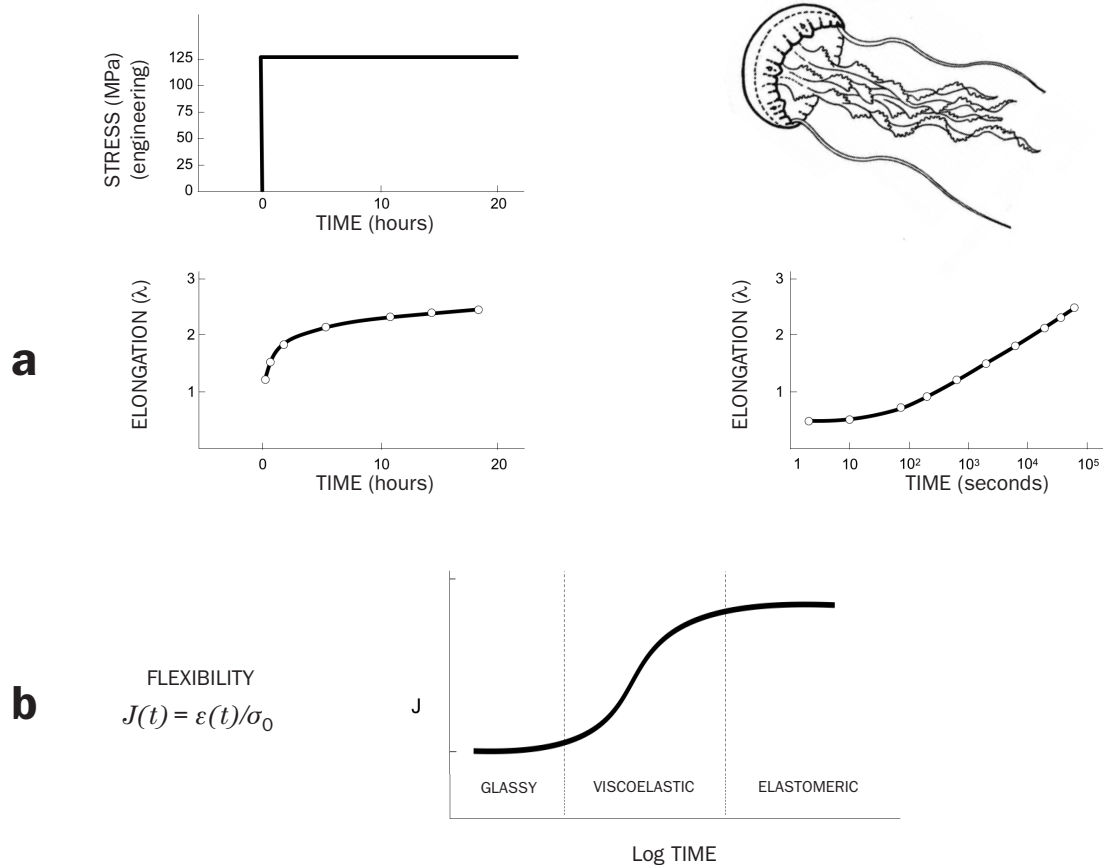 STRESS (MPa)
(engineering)
125
100
75
50
25
0
0 10 20
TIME (hours)
a
ELONGATION (λ)
3
2
1
0 10 20
TIME (hours)
ELONGATION (λ)
3
2
1
1 10 10² 10³ 10⁴ 10⁵
TIME (seconds)
b
FLEXIBILITY
J(t) = ε(t)/σ₀
J
GLASSY VISCOELASTIC ELASTOMERIC
Log TIME